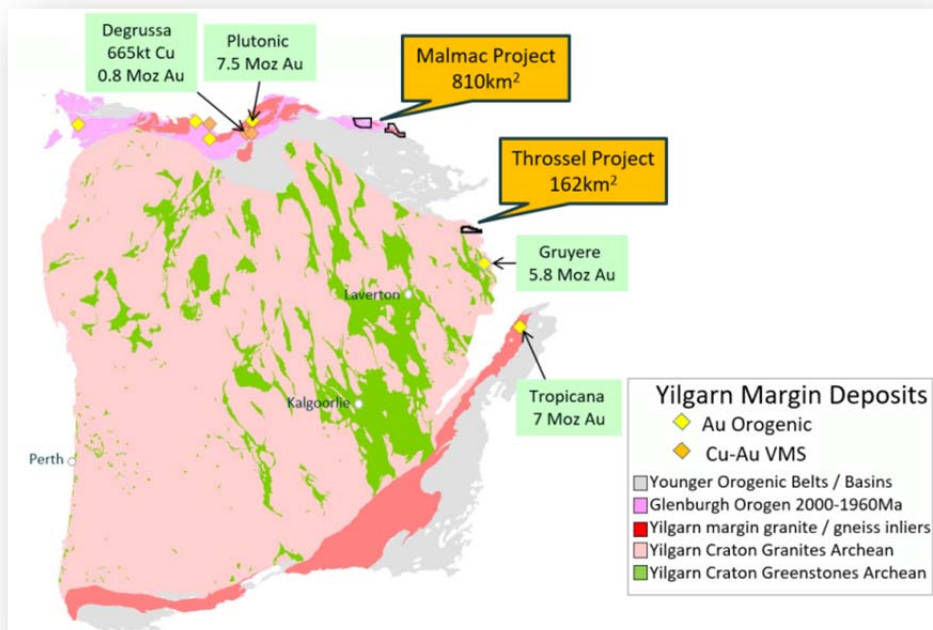 Degrussa
665kt Cu
0.8 Moz Au
Plutonic
7.5 Moz Au
Malmac Project
810km²
Throssel Project
162km²
Gruyere
5.8 Moz Au
Laverton
Tropicana
7 Moz Au
Kalgoorlie
Perth
Yilgarn Margin Deposits
Au Orogenic
Cu-Au VMS
Younger Orogenic Belts / Basins
Glenburgh Orogen 2000-1960Ma
Yilgarn margin granite / gneiss inliers
Yilgarn Craton Granites Archean
Yilgarn Craton Greenstones Archean